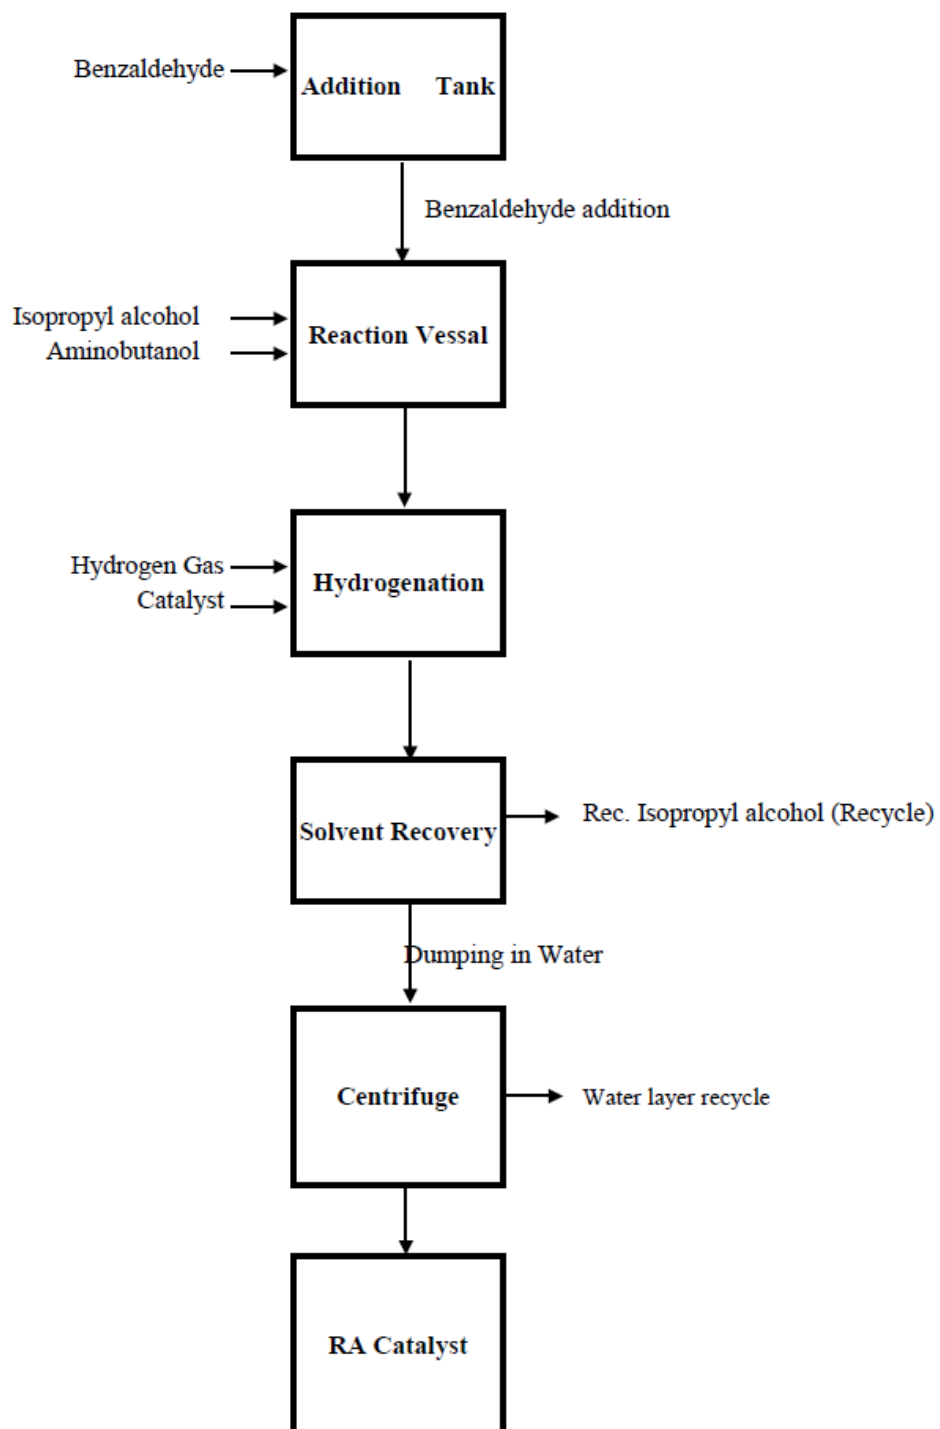 Benzaldehyde
Addition Tank
Benzaldehyde addition
Isopropyl alcohol
Aminobutanol
Reaction Vessal
Hydrogen Gas
Catalyst
Hydrogenation
Solvent Recovery
Rec. Isopropyl alcohol (Recycle)
Dumping in Water
Centrifuge
Water layer recycle
RA Catalyst